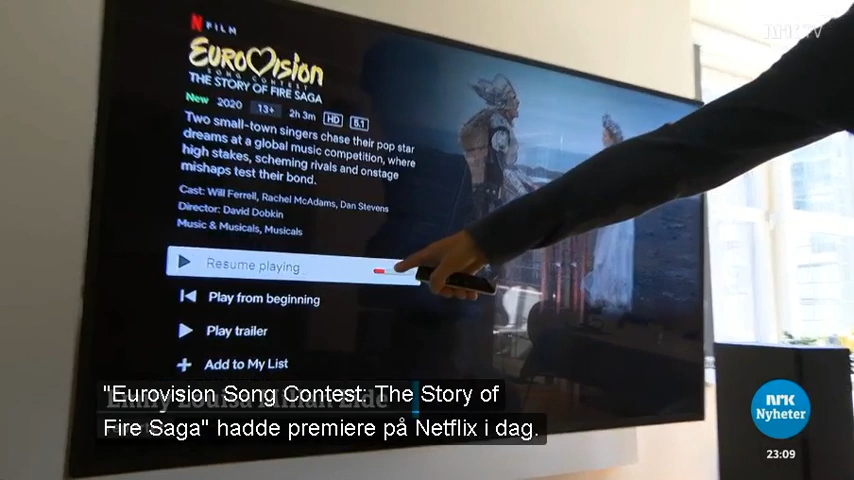 NRK TV
N FILM
EUROVISION
SONG CONTEST
THE STORY OF FIRE SAGA
New 2020 13+ 2h 3m HD 5.1
Two small-town singers chase their pop star
dreams at a global music competition, where
high stakes, scheming rivals and onstage
mishaps test their bond.
Cast: Will Ferrell, Rachel McAdams, Dan Stevens
Director: David Dobkin
Music & Musicals, Musicals
Resume playing
Play from beginning
Play trailer
Add to My List
"Eurovision Song Contest: The Story of
Fire Saga" hadde premiere på Netflix i dag.
NRK
Nyheter
23:09